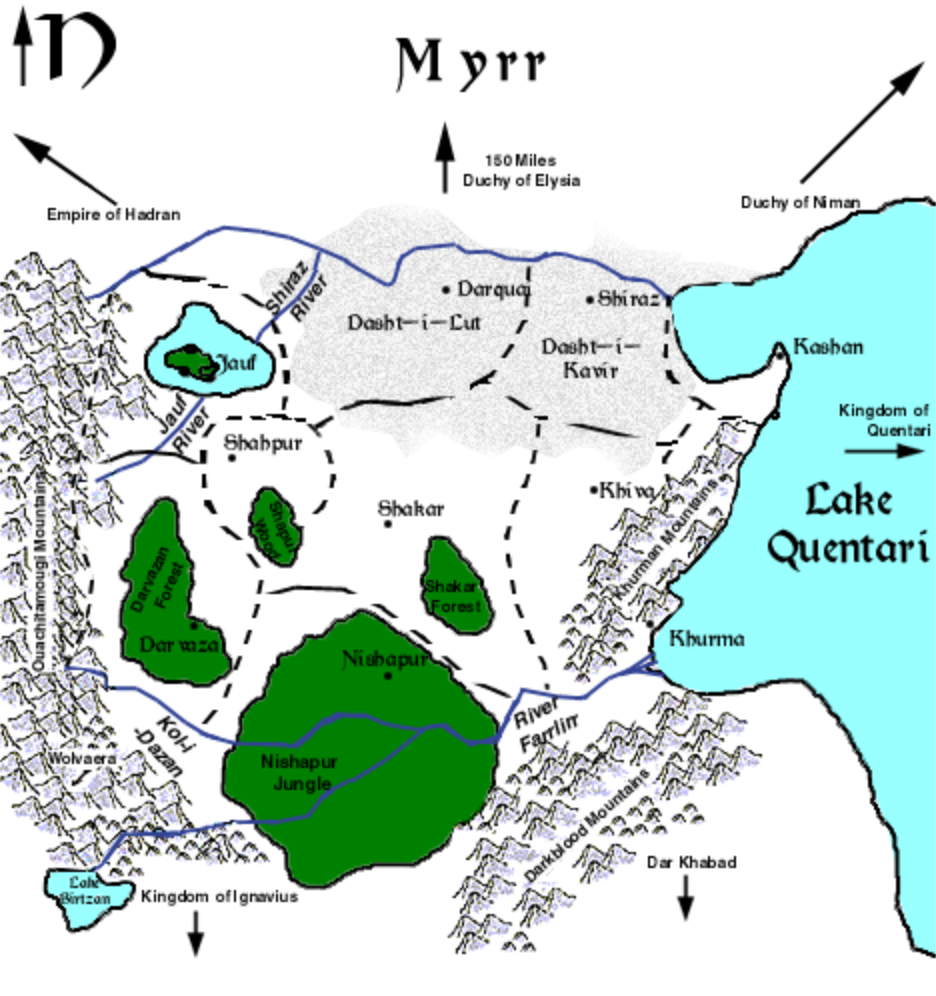 N
Myrr
150 Miles
Duchy of Elysia
Duchy of Niman
Empire of Hadran
Shiraz
River
Darqua
Shiraz
Dasht-i-Lut
Dasht-i-
Kavir
Kashan
Jauf
Jauf
River
Kingdom of
Quentari
Shahpur
Khiva
Shakar
Lake
Quentari
Shapur
Wood
Khurman Mountains
Ouachitamougi Mountains
Darvazan
Forest
Shakar
Forest
Darvaza
Khurma
Nishapur
River
Farrlirr
Kol-i
-Dazan
Wolvaera
Nishapur
Jungle
Darkblood Mountains
Dar Khabad
Lake
Birtzan
Kingdom of Ignavius